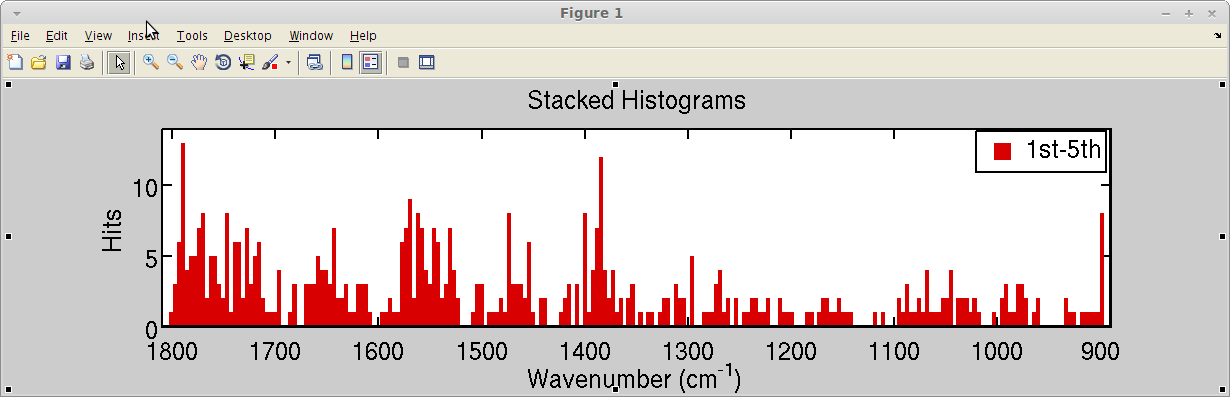 Figure 1
File Edit View Insert Tools Desktop Window Help
Stacked Histograms
1st-5th
10
5
0
Hits
1800 1700 1600 1500 1400 1300 1200 1100 1000 900
Wavenumber (cm⁻¹)